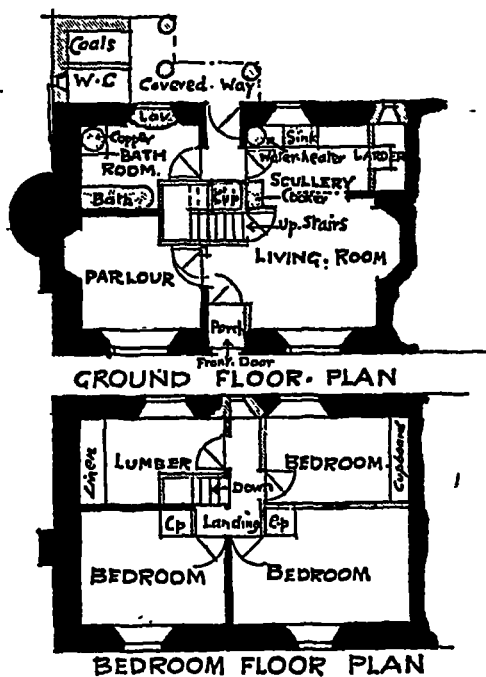 Coals
W.C
Covered.Way
Lav.
Copper
BATH
ROOM.
Sink
Water heater
LARDER
SCULLERY
Cooker
Bath
Cup
Up.Stairs
PARLOUR
LIVING.ROOM
Porch
Front.Door
GROUND FLOOR. PLAN
Linen
LUMBER
BEDROOM.
Cupboard
Down
Cp
Landing
Cp
BEDROOM
BEDROOM
BEDROOM FLOOR PLAN